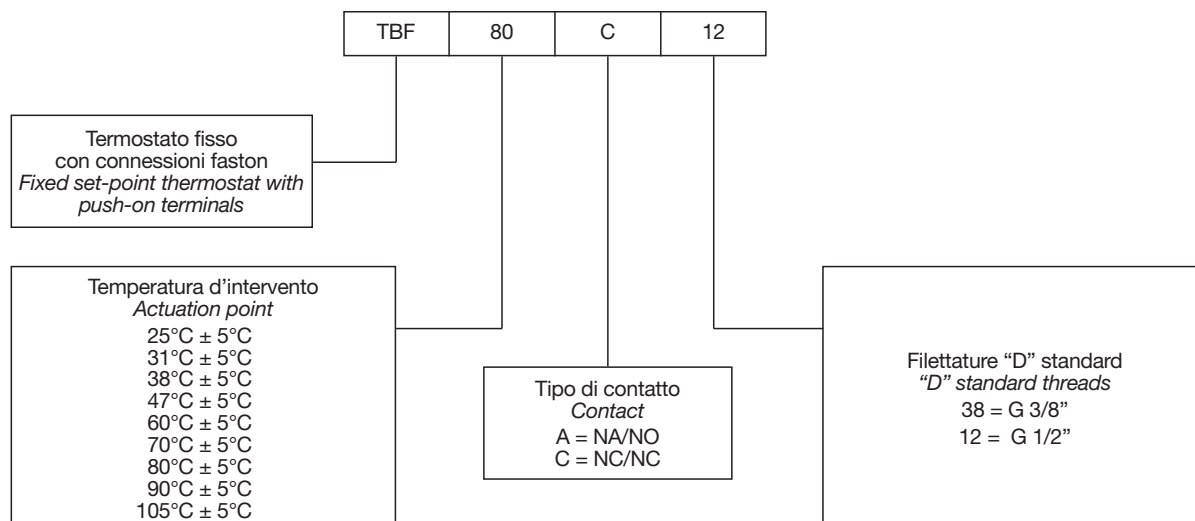 TBF 80 C 12
Termostato fisso
con connessioni faston
Fixed set-point thermostat with
push-on terminals
Temperatura d’intervento
Actuation point
25°C ± 5°C
31°C ± 5°C
38°C ± 5°C
47°C ± 5°C
60°C ± 5°C
70°C ± 5°C
80°C ± 5°C
90°C ± 5°C
105°C ± 5°C
Tipo di contatto
Contact
A = NA/NO
C = NC/NC
Filettature “D” standard
“D” standard threads
38 = G 3/8”
12 = G 1/2”